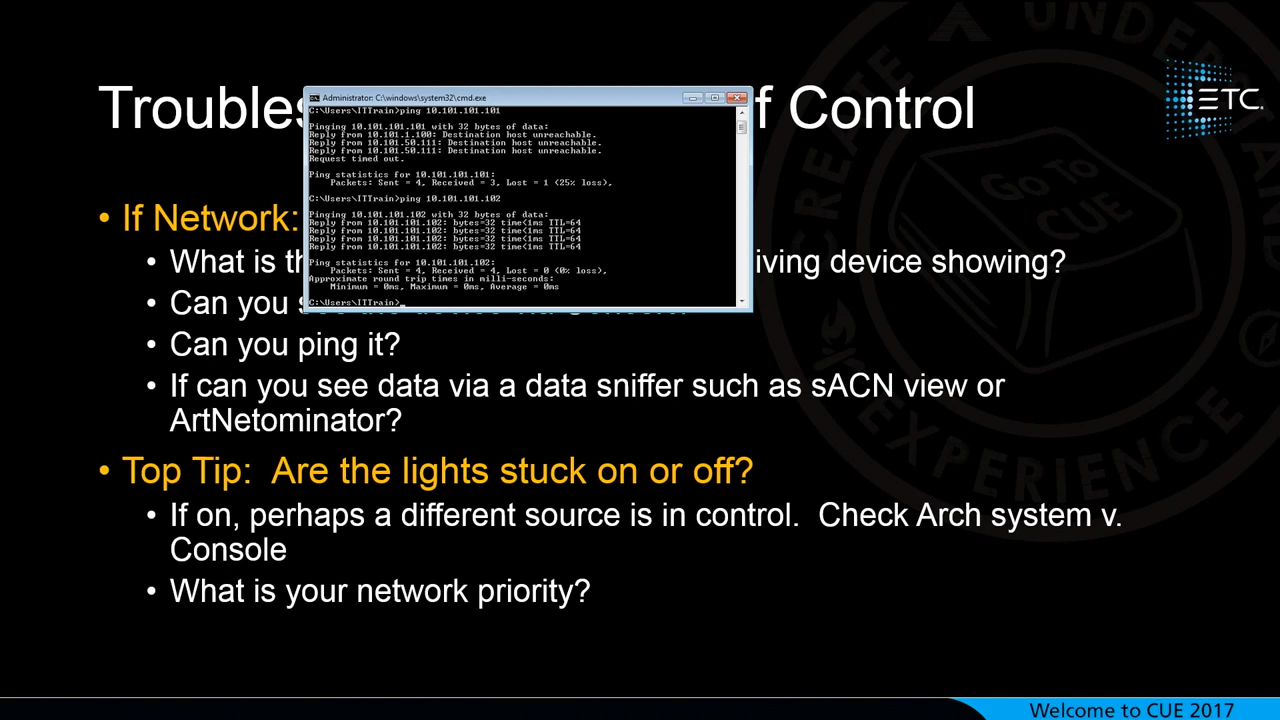 Troubles
f Control
ETC.
CREATE UNDERSTAND EXPERIENCE
Go TO
CUE
Administrator: C:\windows\system32\cmd.exe
C:\Users\ITTrain>ping 10.101.101.101
Pinging 10.101.101.101 with 32 bytes of data:
Reply from 10.101.1.100: Destination host unreachable.
Reply from 10.101.50.111: Destination host unreachable.
Reply from 10.101.50.111: Destination host unreachable.
Request timed out.
Ping statistics for 10.101.101.101:
Packets: Sent = 4, Received = 3, Lost = 1 (25% loss),
C:\Users\ITTrain>ping 10.101.101.102
Pinging 10.101.101.102 with 32 bytes of data:
Reply from 10.101.101.102: bytes=32 time<1ms TTL=64
Reply from 10.101.101.102: bytes=32 time<1ms TTL=64
Reply from 10.101.101.102: bytes=32 time<1ms TTL=64
Reply from 10.101.101.102: bytes=32 time<1ms TTL=64
Ping statistics for 10.101.101.102:
Packets: Sent = 4, Received = 4, Lost = 0 (0% loss),
Approximate round trip times in milli-seconds:
Minimum = 0ms, Maximum = 0ms, Average = 0ms
C:\Users\ITTrain>_
• If Network:
• What is th iving device showing?
• Can you
• Can you ping it?
• If can you see data via a data sniffer such as sACN view or
ArtNetominator?
• Top Tip: Are the lights stuck on or off?
• If on, perhaps a different source is in control. Check Arch system v.
Console
• What is your network priority?
Welcome to CUE 2017